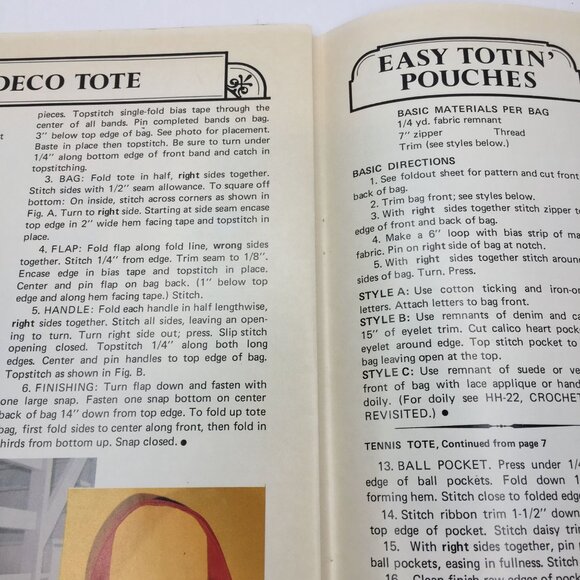 DECO TOTE
pieces. Topstitch single-fold bias tape through the
center of all bands. Pin completed bands on bag.
3" below top edge of bag. See photo for placement.
Baste in place then topstitch. Be sure to turn under
1/4" along bottom edge of front band and catch in
topstitching.
3. BAG: Fold tote in half, right sides together.
Stitch sides with 1/2" seam allowance. To square off
bottom: On inside, stitch across corners as shown in
Fig. A. Turn to right side. Starting at side seam encase
top edge in 2" wide hem facing tape and topstitch in
place.
4. FLAP: Fold flap along fold line, wrong sides
together. Stitch 1/4" from edge. Trim seam to 1/8".
Encase edge in bias tape and topstitch in place.
Center and pin flap on bag back. (1" below top
edge and along hem facing tape.) Stitch.
5. HANDLE: Fold each handle in half lengthwise,
right sides together. Stitch all sides, leaving an open-
ing to turn. Turn right side out; press. Slip stitch
opening closed. Topstitch 1/4" along both long
edges. Center and pin handles to top edge of bag.
Topstitch as shown in Fig. B.
6. FINISHING: Turn flap down and fasten with
one large snap. Fasten one snap bottom on center
back of bag 14" down from top edge. To fold up tote
bag, first fold sides to center along front, then fold in
thirds from bottom up. Snap closed. ●
EASY TOTIN'
POUCHES
BASIC MATERIALS PER BAG
1/4 yd. fabric remnant
7" zipper Thread
Trim (see styles below.)
BASIC DIRECTIONS
1. See foldout sheet for pattern and cut front
back of bag.
2. Trim bag front; see styles below.
3. With right sides together stitch zipper to
edge of front and back of bag.
4. Make a 6" loop with bias strip of ma
fabric. Pin on right side of bag at notch.
5. With right sides together stitch around
sides of bag. Turn. Press.
STYLE A: Use cotton ticking and iron-o
letters. Attach letters to bag front.
STYLE B: Use remnants of denim and ca
15" of eyelet trim. Cut calico heart pock
eyelet around edge. Top stitch pocket to
bag leaving open at the top.
STYLE C: Use remnant of suede or ve
front of bag with lace applique or hand
doily. (For doily see HH-22, CROCHET
REVISITED.) ●
TENNIS TOTE, Continued from page 7
13. BALL POCKET. Press under 1/4
edge of ball pockets. Fold down 1
forming hem. Stitch close to folded edge
14. Stitch ribbon trim 1-1/2" down
top edge of pocket. Stitch daisy trim
15. With right sides together, pin
ball pockets, easing in fullness. Stitch
16. Clean finish raw edges of pocket